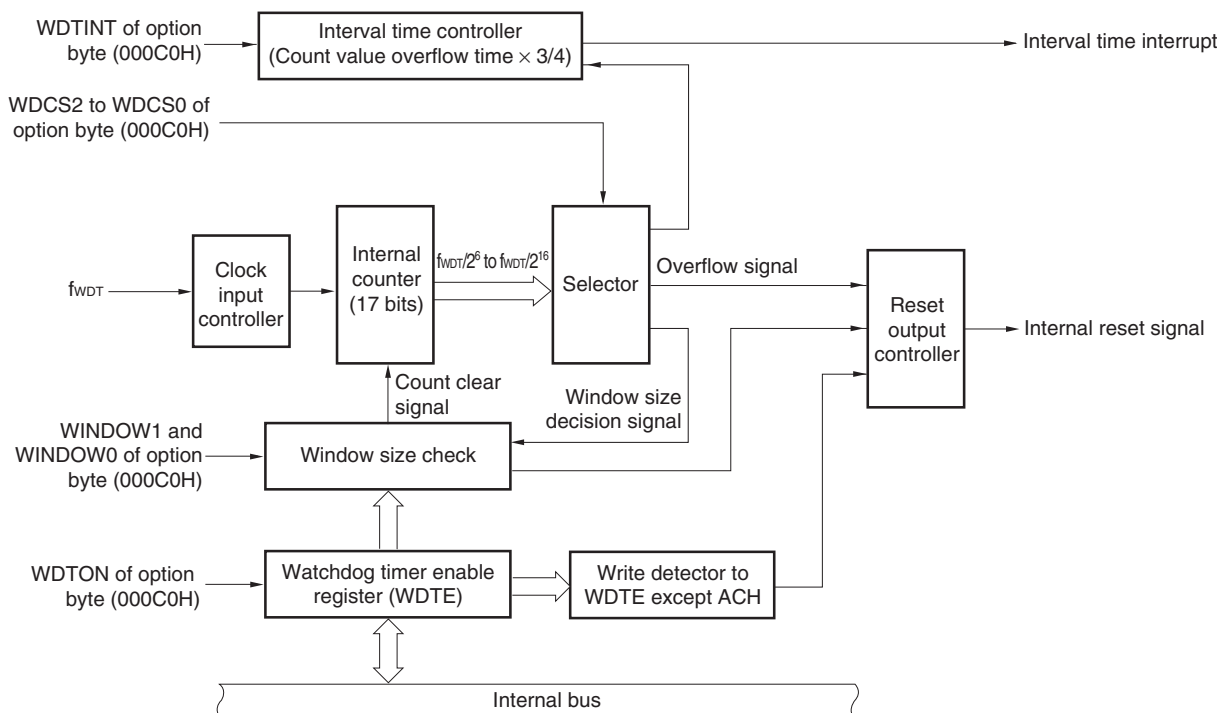 WDTINT of option
byte (000C0H)
Interval time controller
(Count value overflow time × 3/4)
Interval time interrupt
WDCS2 to WDCS0 of
option byte (000C0H)
fWDT
Clock
input
controller
Internal
counter
(17 bits)
fWDT/2⁶ to fWDT/2¹⁶
Selector
Overflow signal
Reset
output
controller
Internal reset signal
Count clear
signal
Window size
decision signal
WINDOW1 and
WINDOW0 of option
byte (000C0H)
Window size check
WDTON of option
byte (000C0H)
Watchdog timer enable
register (WDTE)
Write detector to
WDTE except ACH
Internal bus